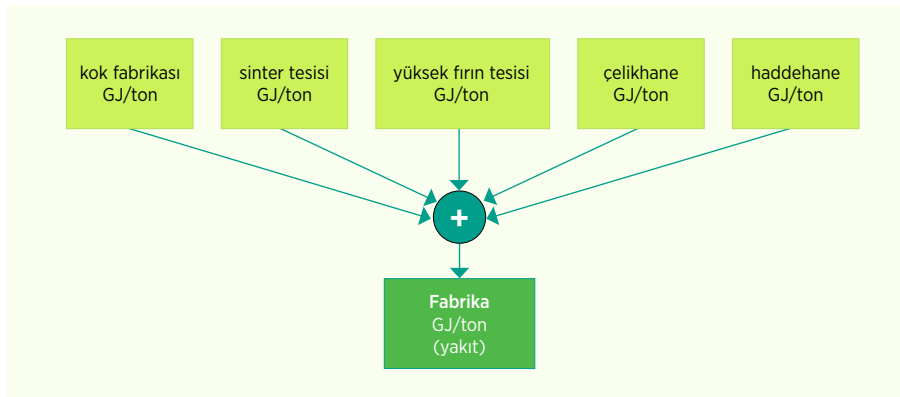 kok fabrikası
GJ/ton
sinter tesisi
GJ/ton
yüksek fırın tesisi
GJ/ton
çelikhane
GJ/ton
haddehane
GJ/ton
+
Fabrika
GJ/ton
(yakıt)